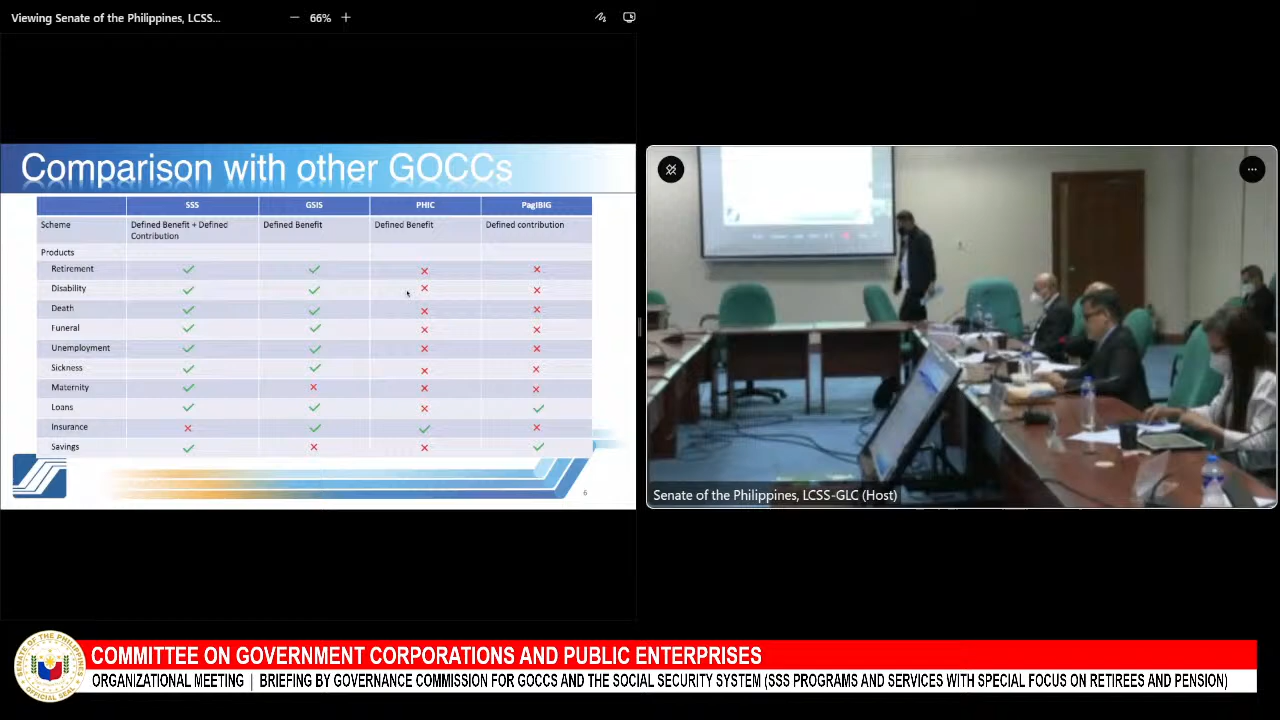 Viewing Senate of the Philippines, LCSS...
66%
Comparison with other GOCCs
SSS GSIS PHIC PagIBIG
Scheme Defined Benefit + Defined Contribution Defined Benefit Defined Benefit Defined contribution
Products
Retirement ✓ ✓ × ×
Disability ✓ ✓ × ×
Death ✓ ✓ × ×
Funeral ✓ ✓ × ×
Unemployment ✓ ✓ × ×
Sickness ✓ ✓ × ×
Maternity ✓ × × ×
Loans ✓ ✓ × ✓
Insurance × ✓ ✓ ×
Savings ✓ × × ✓
6
Senate of the Philippines, LCSS-GLC (Host)
COMMITTEE ON GOVERNMENT CORPORATIONS AND PUBLIC ENTERPRISES
ORGANIZATIONAL MEETING | BRIEFING BY GOVERNANCE COMMISSION FOR GOCCS AND THE SOCIAL SECURITY SYSTEM (SSS PROGRAMS AND SERVICES WITH SPECIAL FOCUS ON RETIREES AND PENSION)